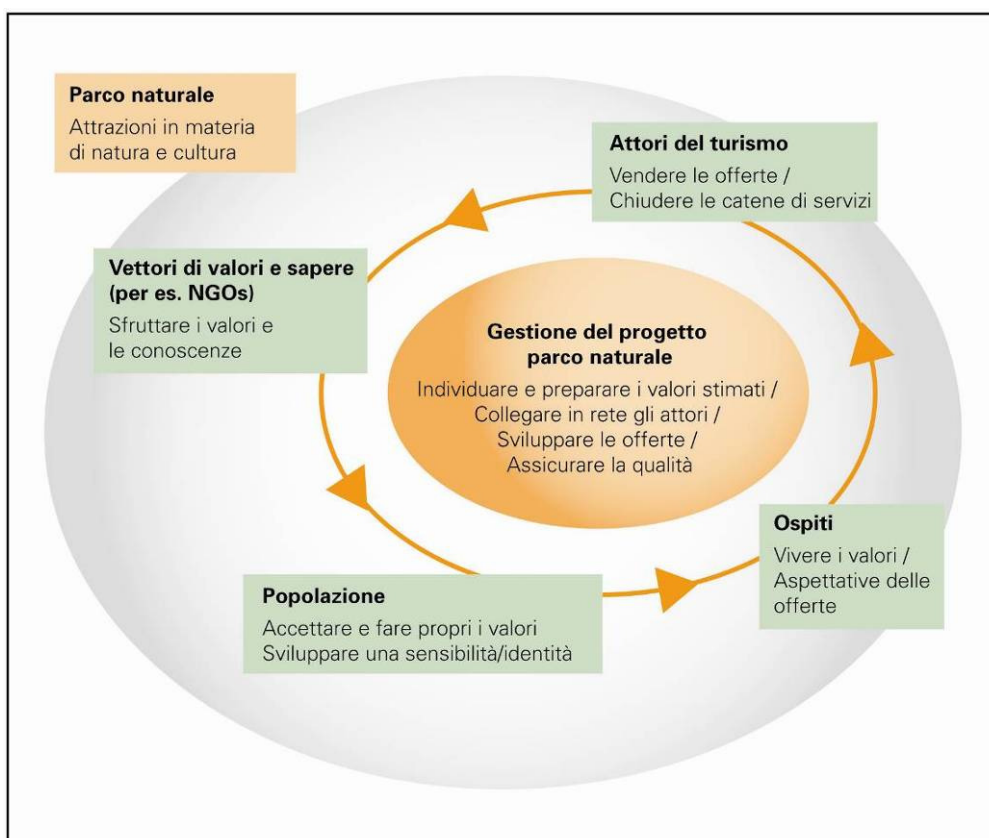 Parco naturale
Attrazioni in materia
di natura e cultura
Attori del turismo
Vendere le offerte /
Chiudere le catene di servizi
Vettori di valori e sapere
(per es. NGOs)
Sfruttare i valori e
le conoscenze
Gestione del progetto
parco naturale
Individuare e preparare i valori stimati /
Collegare in rete gli attori /
Sviluppare le offerte /
Assicurare la qualità
Ospiti
Vivere i valori /
Aspettative delle
offerte
Popolazione
Accettare e fare propri i valori
Sviluppare una sensibilità/identità